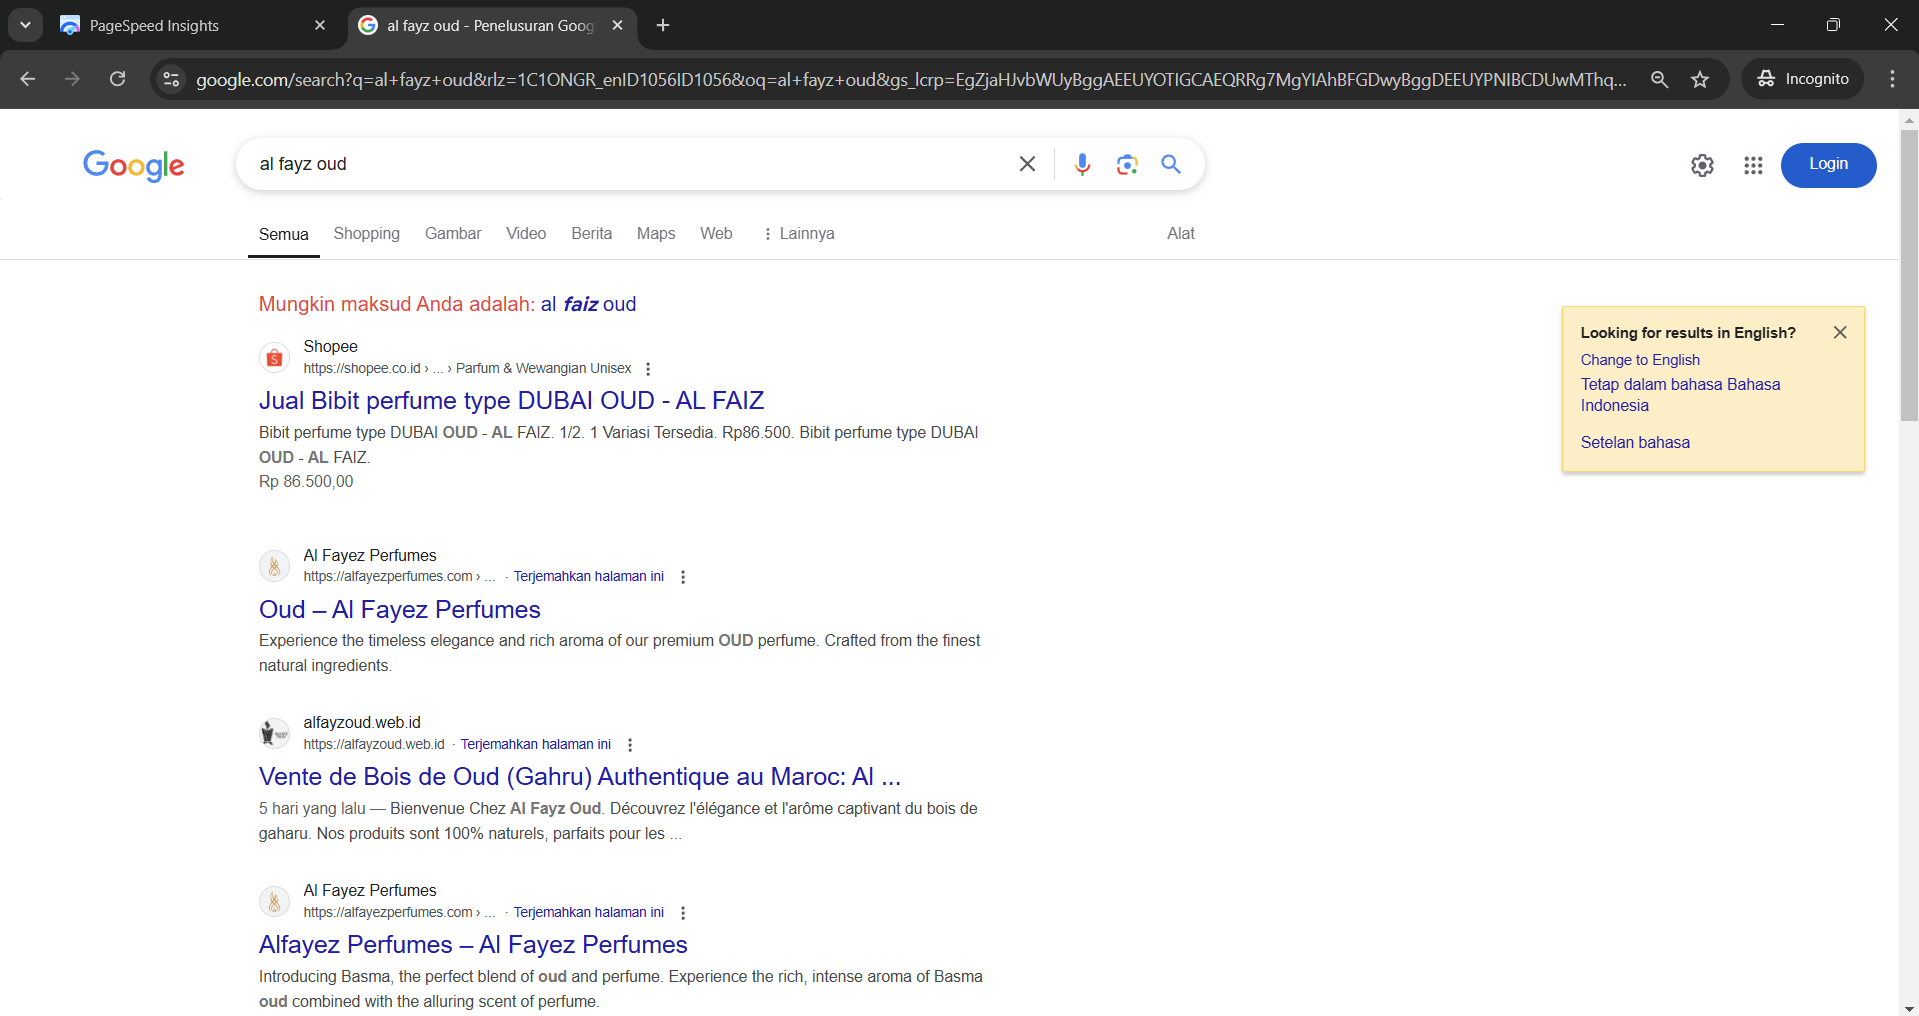 PageSpeed Insights
al fayz oud - Penelusuran Goog
google.com/search?q=al+fayz+oud&rlz=1C1ONGR_enID1056ID1056&oq=al+fayz+oud&gs_lcrp=EgZjaHJvbWUyBggAEEUYOTIGCAEQRRg7MgYIAhBFGDwyBggDEEUYPNIBCDUwMThq...
Incognito
Google
al fayz oud
Login
Semua
Shopping
Gambar
Video
Berita
Maps
Web
Lainnya
Alat
Mungkin maksud Anda adalah: al faiz oud
Shopee
https://shopee.co.id › ... › Parfum & Wewangian Unisex
Jual Bibit perfume type DUBAI OUD - AL FAIZ
Bibit perfume type DUBAI OUD - AL FAIZ. 1/2. 1 Variasi Tersedia. Rp86.500. Bibit perfume type DUBAI
OUD - AL FAIZ.
Rp 86.500,00
Al Fayez Perfumes
https://alfayezperfumes.com › ... · Terjemahkan halaman ini
Oud – Al Fayez Perfumes
Experience the timeless elegance and rich aroma of our premium OUD perfume. Crafted from the finest
natural ingredients.
alfayzoud.web.id
https://alfayzoud.web.id · Terjemahkan halaman ini
Vente de Bois de Oud (Gahru) Authentique au Maroc: Al ...
5 hari yang lalu — Bienvenue Chez Al Fayz Oud. Découvrez l'élégance et l'arôme captivant du bois de
gaharu. Nos produits sont 100% naturels, parfaits pour les ...
Al Fayez Perfumes
https://alfayezperfumes.com › ... · Terjemahkan halaman ini
Alfayez Perfumes – Al Fayez Perfumes
Introducing Basma, the perfect blend of oud and perfume. Experience the rich, intense aroma of Basma
oud combined with the alluring scent of perfume.
Looking for results in English?
Change to English
Tetap dalam bahasa Bahasa
Indonesia
Setelan bahasa